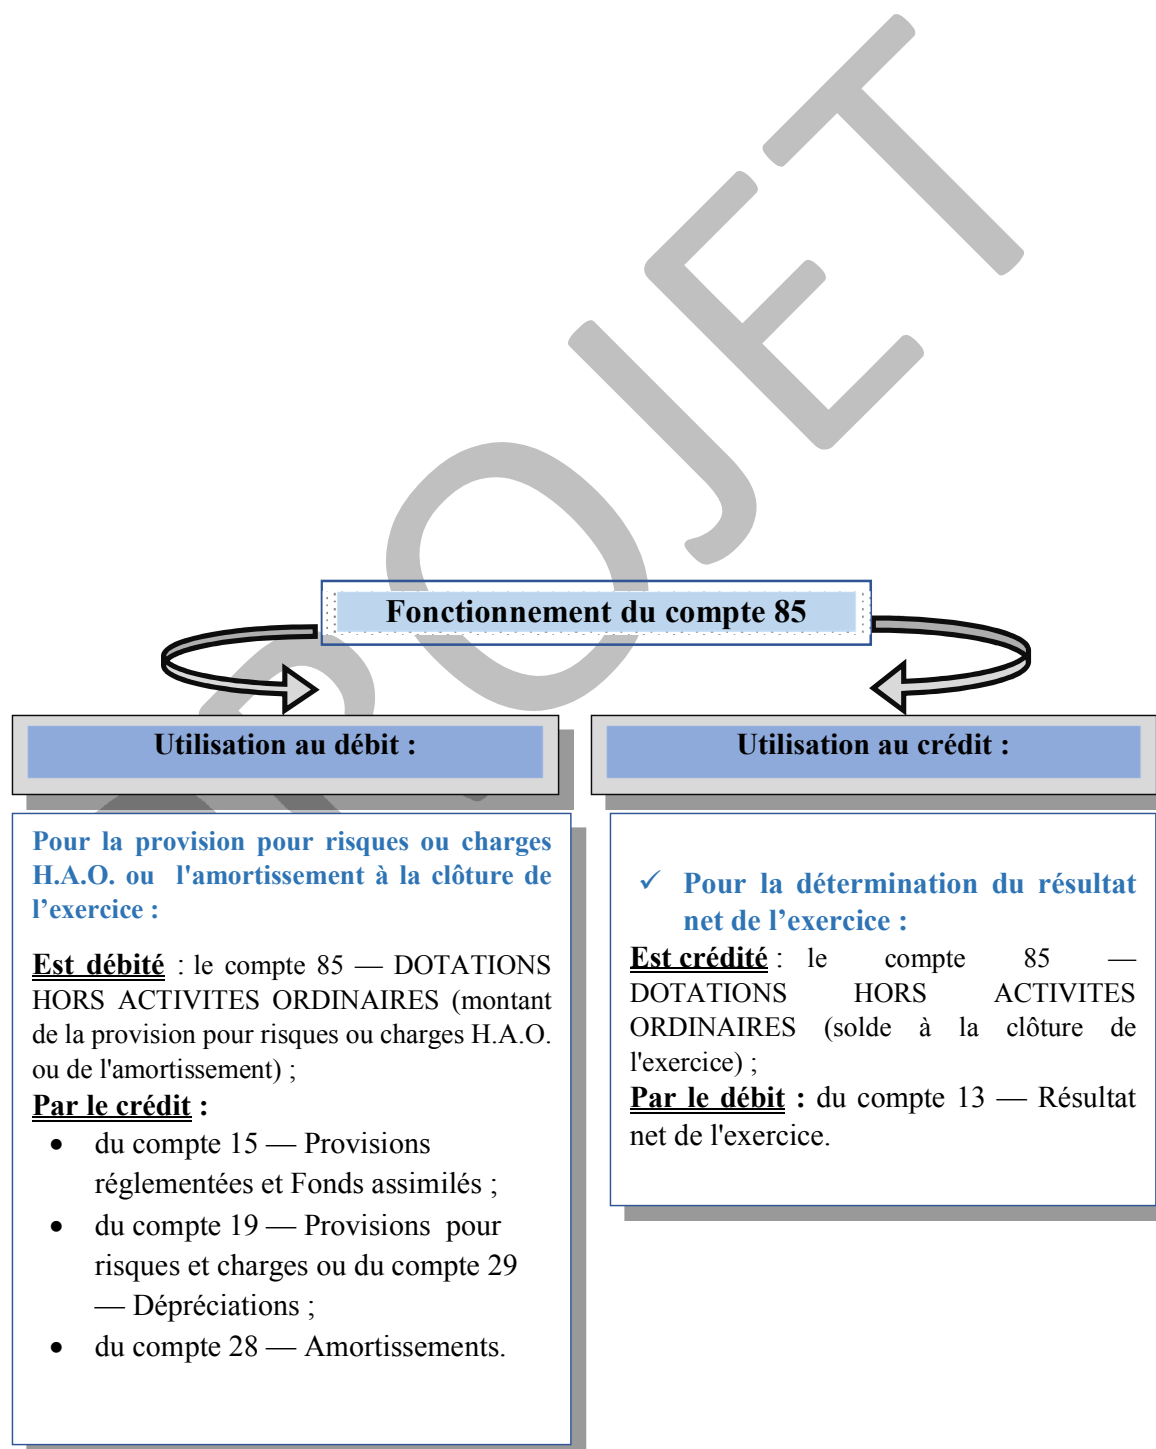 PROJET
Fonctionnement du compte 85
Utilisation au débit :
Pour la provision pour risques ou charges
H.A.O. ou l'amortissement à la clôture de
l’exercice :
Est débité : le compte 85 — DOTATIONS
HORS ACTIVITES ORDINAIRES (montant
de la provision pour risques ou charges H.A.O.
ou de l'amortissement) ;
Par le crédit :
• du compte 15 — Provisions
réglementées et Fonds assimilés ;
• du compte 19 — Provisions pour
risques et charges ou du compte 29
— Dépréciations ;
• du compte 28 — Amortissements.
Utilisation au crédit :
✓ Pour la détermination du résultat
net de l’exercice :
Est crédité : le compte 85 —
DOTATIONS HORS ACTIVITES
ORDINAIRES (solde à la clôture de
l'exercice) ;
Par le débit : du compte 13 — Résultat
net de l'exercice.